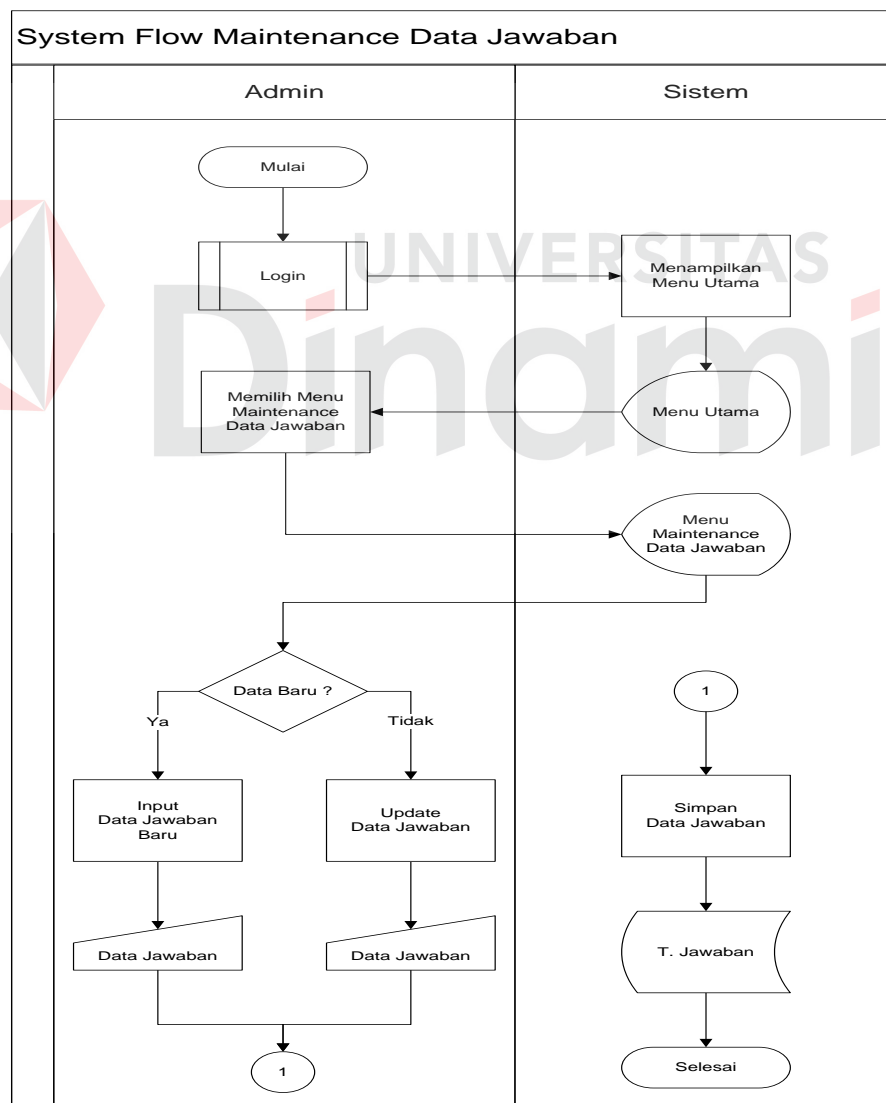 System Flow Maintenance Data Jawaban
Admin
Sistem
Mulai
UNIVERSITAS
Login
Menampilkan
Menu Utama
Dinami
Memilih Menu
Maintenance
Data Jawaban
Menu Utama
Menu
Maintenance
Data Jawaban
Data Baru ?
Ya
Tidak
1
Input
Data Jawaban
Baru
Update
Data Jawaban
Simpan
Data Jawaban
Data Jawaban
Data Jawaban
T. Jawaban
1
Selesai